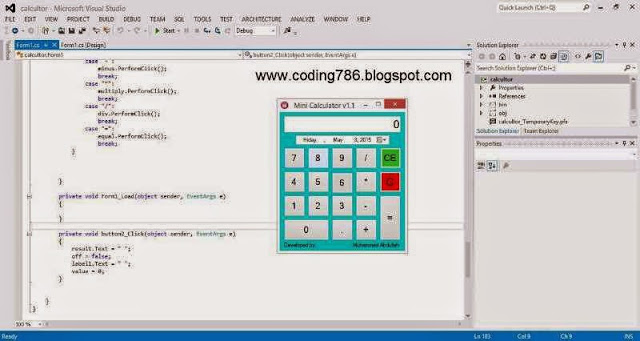 calcultor - Microsoft Visual Studio
Quick Launch (Ctrl+Q)
FILE EDIT VIEW PROJECT BUILD DEBUG TEAM SQL TOOLS TEST ARCHITECTURE ANALYZE WINDOW HELP
Start Debug
Form1.cs Form1.cs [Design]
calcultor.Form1
button2_Click(object sender, EventArgs e)
minus.PerformClick();
break;
case "*":
multiply.PerformClick();
break;
case "/":
div.PerformClick();
break;
case "=":
equal.PerformClick();
break;
}
}
private void Form1_Load(object sender, EventArgs e)
{
}
private void button2_Click(object sender, EventArgs e)
{
result.Text = " ";
off = false;
label1.Text = " ";
value = 0;
}
}
}
100 %
www.coding786.blogspot.com
Mini Calculator v1.1
0
Friday , May 8, 2015
7 8 9 / CE
4 5 6 * C
1 2 3 - =
0 . +
Developed by: Muhammad Abdullah
Solution Explorer
Search Solution Explorer (Ctrl+;)
calcultor
Properties
References
bin
obj
calcultor_TemporaryKey.pfx
Solution Explorer Team Explorer
Properties
Ready
Ln 103 Col 9 Ch 9 INS